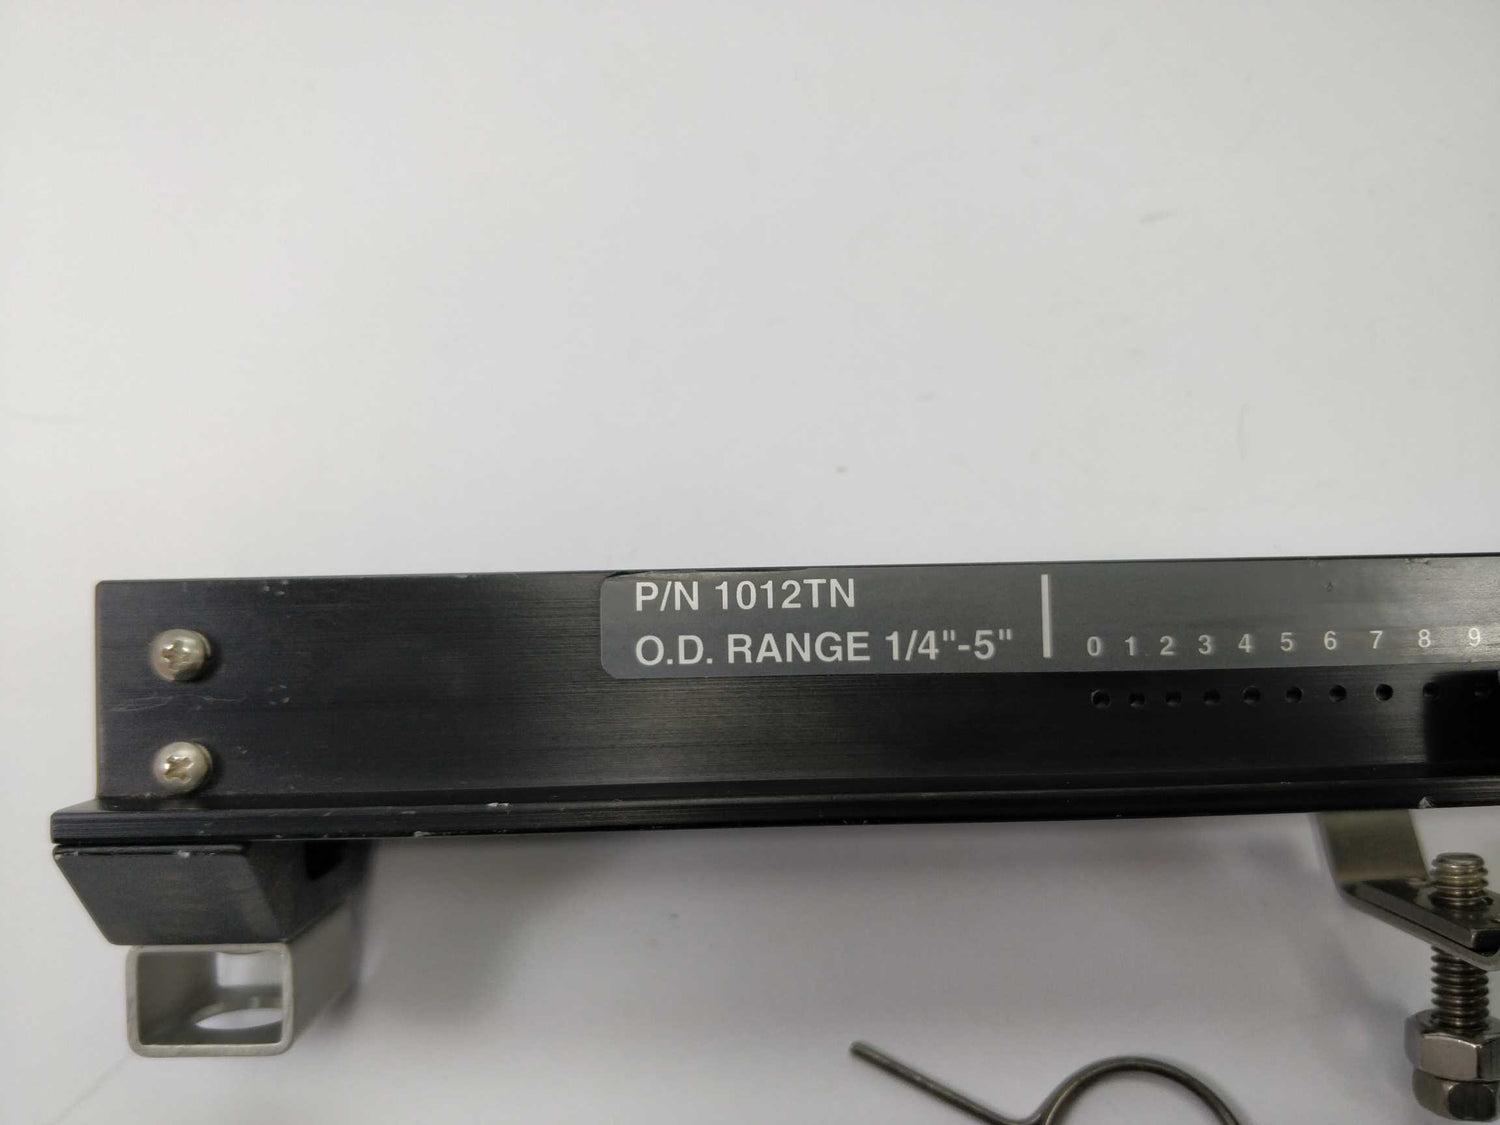 P/N 1012TN
O.D. RANGE 1/4"-5"
0 1 2 3 4 5 6 7 8 9